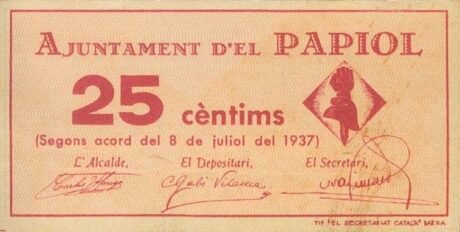 AJUNTAMENT D'EL PAPIOL
25 cèntims
(Segons acord del 8 de juliol del 1937)
L'Alcalde, El Depositari, El Secretari,
TIP "EL SECRETARIAT CATALÀ" BARNA